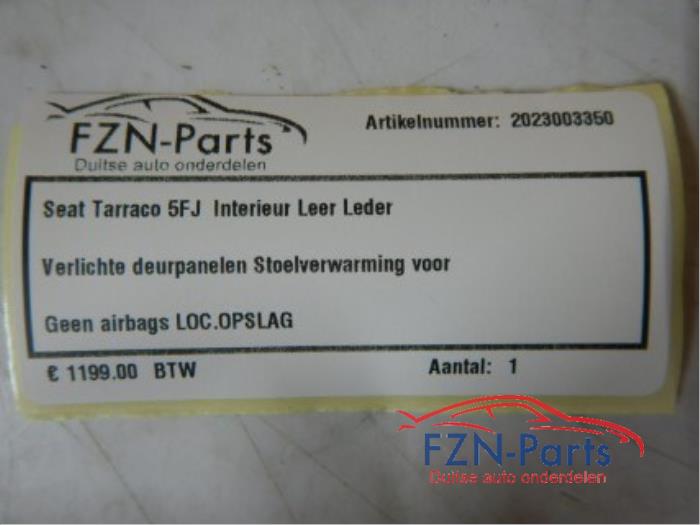 FZN-Parts
Duitse auto onderdelen
Artikelnummer: 2023003350
Seat Tarraco 5FJ Interieur Leer Leder
Verlichte deurpanelen Stoelverwarming voor
Geen airbags LOC.OPSLAG
€ 1199.00 BTW
Aantal: 1
FZN-Parts
Duitse auto onderdelen